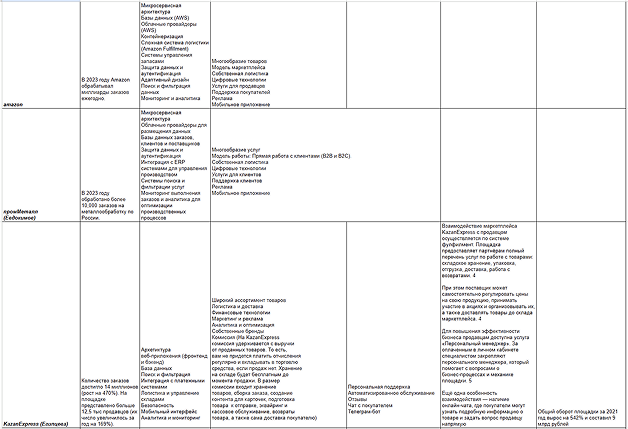 amazon
В 2023 году Amazon
обрабатывал
миллиарды заказов
ежегодно.
Микросервисная
архитектура
Базы данных (AWS)
Облачные провайдеры
(AWS)
Контейнеризация
Сложная система логистики
(Amazon Fulfillment)
Системы управления
запасами
Защита данных и
аутентификация
Адаптивный дизайн
Поиск и фильтрация
данных
Мониторинг и аналитика
Многообразие товаров
Модель маркетплейса
Собственная логистика
Цифровые технологии
Услуги для продавцов
Поддержка покупателей
Реклама
Мобильное приложение
промМеталл
(Евдокимов)
В 2023
обработано более
10,000 заказов на
металлообработку по
России.
Микросервисная
архитектура
Облачные провайдеры для
размещения данных
Базы данных заказов,
клиентов и поставщиков
Защита данных и
аутентификация
Интеграция с ERP
системами для управления
производством
Системы поиска и
фильтрации услуг
Мониторинг выполнения
заказов и аналитика для
оптимизации
производственных
процессов
Многообразие услуг
Модель работы: Прямая работа с клиентами (B2B и B2C)
Собственная логистика
Цифровые технологии
Услуги для клиентов
Поддержка клиентов
Реклама
Мобильное приложение
KazanExpress
Количество заказов
достигло 14 миллионов
(рост на 470%). На
площадке
представлено больше
12,5 тыс продавцов (их
число увеличилось за
год на 169%).
Архитектура
веб-приложения (фронтенд
и бэкенд)
База данных
Поиск и фильтрация
Интеграция с платежными
системами
Логистика и управление
складами
Безопасность
Мобильный интерфейс
Аналитика и мониторинг
Широкий ассортимент товаров
Логистика и доставка
Финансовые технологии
Маркетинг и реклама
Аналитика и оптимизация
Собственные бренды
Комиссия (На KazanExpress
комиссия удерживается с выручки
от проданных товаров. То есть,
вам не придется платить отчисления
регулярно и вкладывать в торговлю
средства, если продаж нет. Хранение
на складе будет бесплатным до
момента продажи. В размер
комиссии входит хранение
товаров, сборка заказа, создание
контента для карточек, подготовка
товара к отправке, эквайринг и
кассовое обслуживание, возвраты
товара, а также сама доставка покупателю)
Персональная поддержка
Автоматизированное обслуживание
Отзывы
Чат с покупателем
Телеграм-бот
Взаимодействие маркетплейса
KazanExpress с продавцом
осуществляется по системе
фулфилмент. Площадка
предоставляет партнёрам полный
перечень услуг по работе с товарами:
складское хранение, упаковка,
отгрузка, доставка, работа с
возвратами. 4
При этом поставщик может
самостоятельно регулировать цены
на свою продукцию, принимать
участие в акциях и организовывать их,
а также доставлять товары до склада
маркетплейса. 4
Для повышения эффективности
бизнеса продавцам доступна услуга
«Персональный менеджер». За
оплаченным в личном кабинете
специалистом закрепляют
персонального менеджера, который
помогает с вопросами о
бизнес-процессах и механике
площадки. 5
Ещё одна особенность
взаимодействия — наличие
онлайн-чата, где покупатели могут
узнать подробную информацию о
товарах и задать вопрос продавцу
напрямую
Общий оборот площадки за 2021
год вырос на 542% и составил 9
млрд рублей